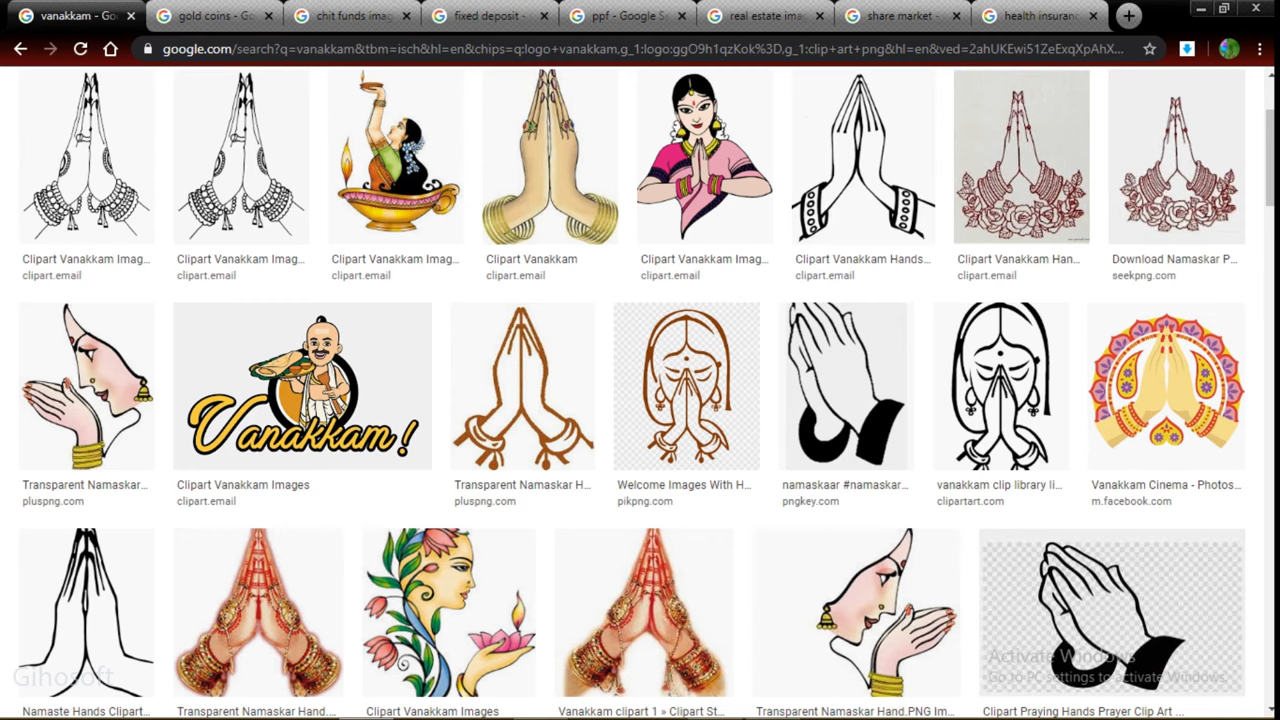 vanakkam - Go
gold coins - Go
chit funds imag
fixed deposit -
ppf - Google Se
real estate ima
share market -
health insuranc
google.com/search?q=vanakkam&tbm=isch&hl=en&chips=q:logo+vanakkam,g_1:logo:ggO9h1qzKok%3D,g_1:clip+art+png&hl=en&ved=2ahUKEwi51ZeExqXpAhX...
Clipart Vanakkam Imag...
clipart.email
Clipart Vanakkam Imag...
clipart.email
Clipart Vanakkam Imag...
clipart.email
Clipart Vanakkam
clipart.email
Clipart Vanakkam Imag...
clipart.email
Clipart Vanakkam Hands...
clipart.email
Clipart Vanakkam Han...
clipart.email
Download Namaskar P...
seekpng.com
Vanakkam !
Transparent Namaskar...
pluspng.com
Clipart Vanakkam Images
clipart.email
Transparent Namaskar H...
pluspng.com
Welcome Images With H...
pikpng.com
namaskaar #namaskar...
pngkey.com
vanakkam clip library li...
clipartart.com
Vanakkam Cinema - Photos...
m.facebook.com
Gihosoft
Activate Windows
Go to PC settings to activate Windows.
Namaste Hands Clipart...
Transparent Namaskar Hand....
Clipart Vanakkam Images
Vanakkam clipart 1 » Clipart St...
Transparent Namaskar Hand.PNG Im...
Clipart Praying Hands Prayer Clip Art ...